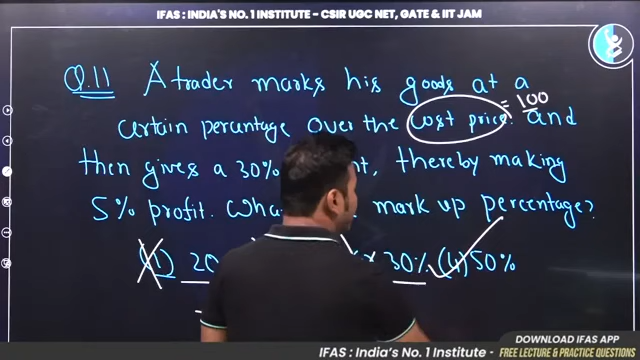 IFAS : INDIA'S NO. 1 INSTITUTE - CSIR UGC NET, GATE & IIT JAM
Q.11 A trader marks his goods at a
= 100
certain percantage over the cost price. and
then gives a 30% nt, thereby making
5% profit. Wha mark up percentage?
(1) 20 30% (4) 50%
DOWNLOAD IFAS APP
IFAS: India's No. 1 Institute - FREE LECTURE & PRACTICE QUESTIONS